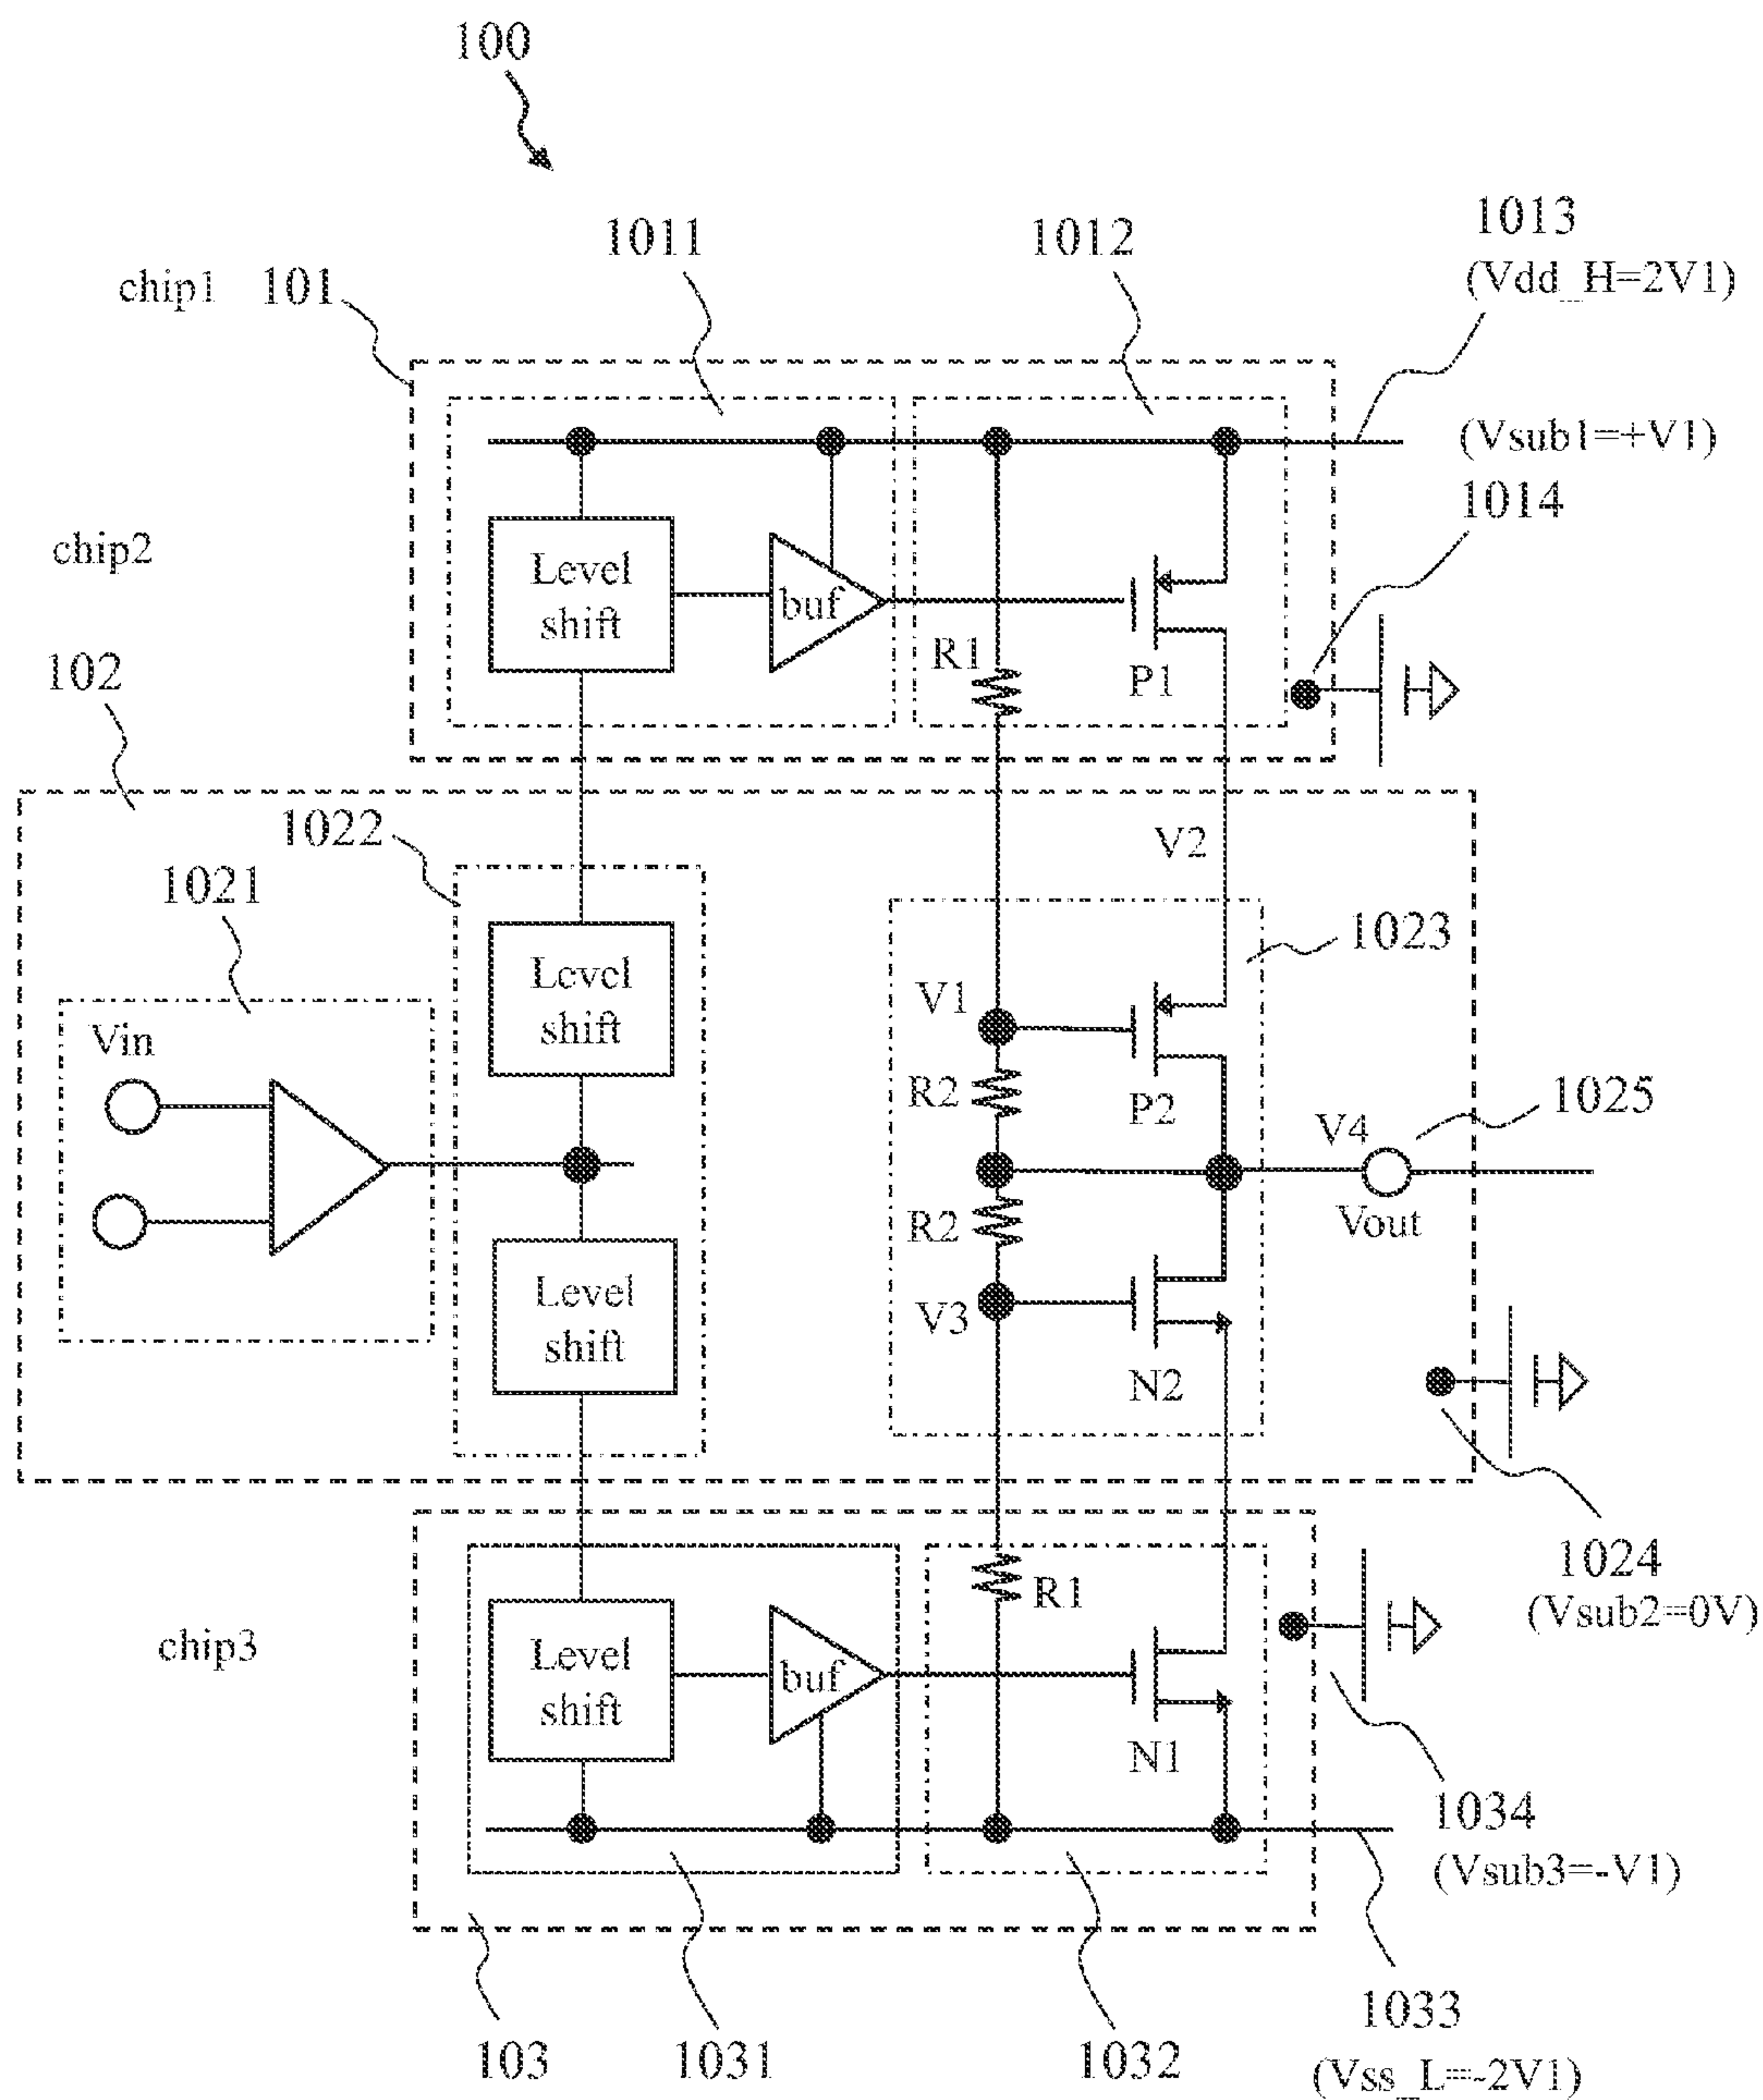 100
1011
1012
1013
(Vdd_H=2V1)
chip1 101
(Vsub1=+V1)
1014
chip2
Level
shift
buf
R1
P1
102
1022
V2
1021
1023
Level
shift
Vin
V1
R2
P2
V4
1025
R2
Vout
Level
shift
V3
N2
1024
(Vsub2=0V)
R1
chip3
Level
shift
buf
N1
1034
(Vsub3=-V1)
103
1031
1032
1033
(Vss_L=-2V1)